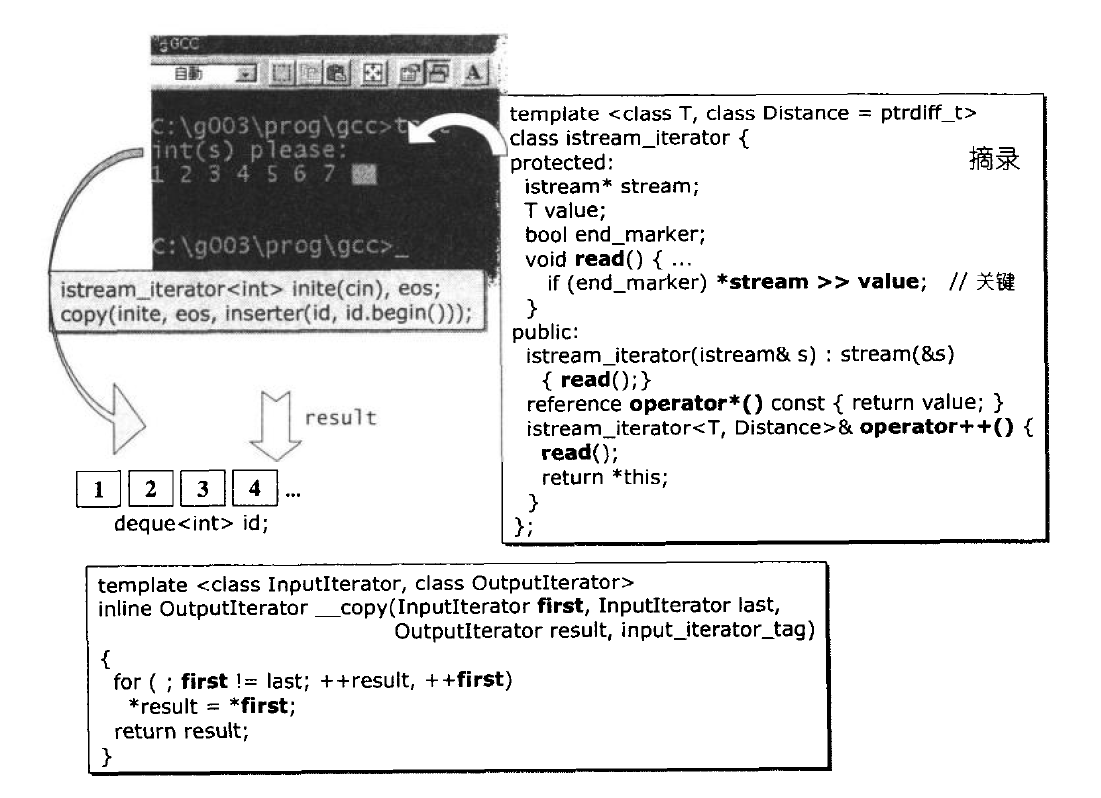 GCC
自動
A
C:\g003\prog\gcc>
int(s) please:
1 2 3 4 5 6 7
C:\g003\prog\gcc>_
istream_iterator<int> inite(cin), eos;
copy(inite, eos, inserter(id, id.begin()));
result
1 2 3 4 ...
deque<int> id;
template <class T, class Distance = ptrdiff_t>
class istream_iterator {
摘录
protected:
istream* stream;
T value;
bool end_marker;
void read() { ...
if (end_marker) *stream >> value; // 关键
}
public:
istream_iterator(istream& s) : stream(&s)
{ read();}
reference operator*() const { return value; }
istream_iterator<T, Distance>& operator++() {
read();
return *this;
}
};
template <class InputIterator, class OutputIterator>
inline OutputIterator __copy(InputIterator first, InputIterator last,
OutputIterator result, input_iterator_tag)
{
for ( ; first != last; ++result, ++first)
*result = *first;
return result;
}